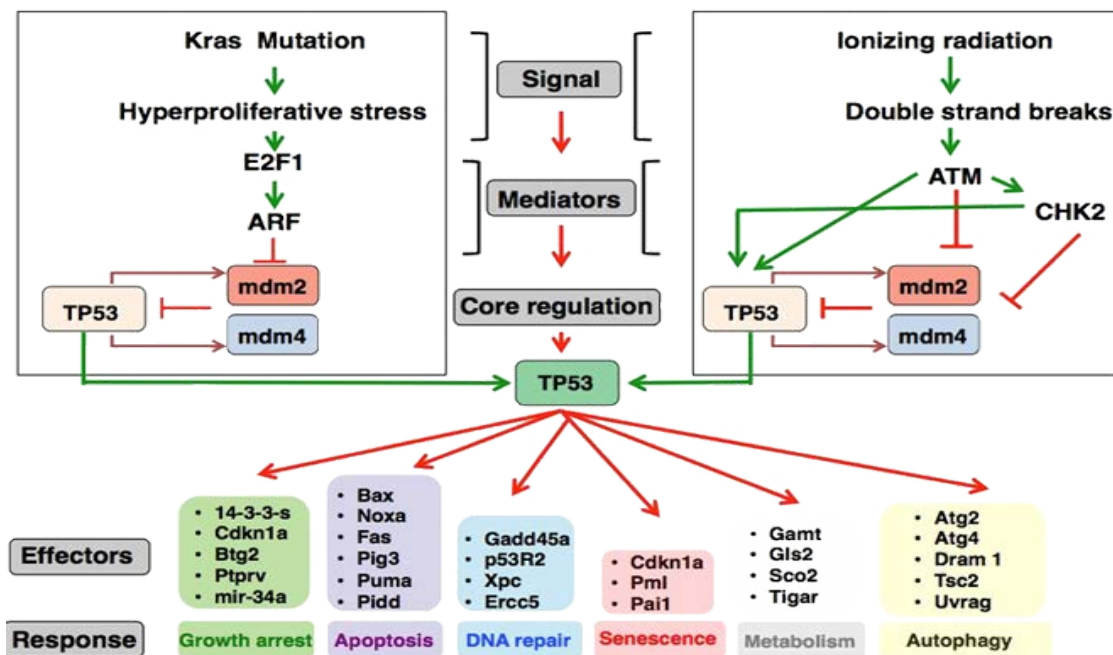 Kras Mutation
Hyperproliferative stress
E2F1
ARF
mdm2
TP53
mdm4
Signal
Mediators
Core regulation
TP53
Ionizing radiation
Double strand breaks
ATM
CHK2
mdm2
TP53
mdm4
Effectors
• 14-3-3-s
• Cdkn1a
• Btg2
• Ptprv
• mir-34a
• Bax
• Noxa
• Fas
• Pig3
• Puma
• Pidd
• Gadd45a
• p53R2
• Xpc
• Ercc5
• Cdkn1a
• Pml
• Pai1
• Gamt
• Gls2
• Sco2
• Tigar
• Atg2
• Atg4
• Dram 1
• Tsc2
• Uvrag
Response
Growth arrest
Apoptosis
DNA repair
Senescence
Metabolism
Autophagy